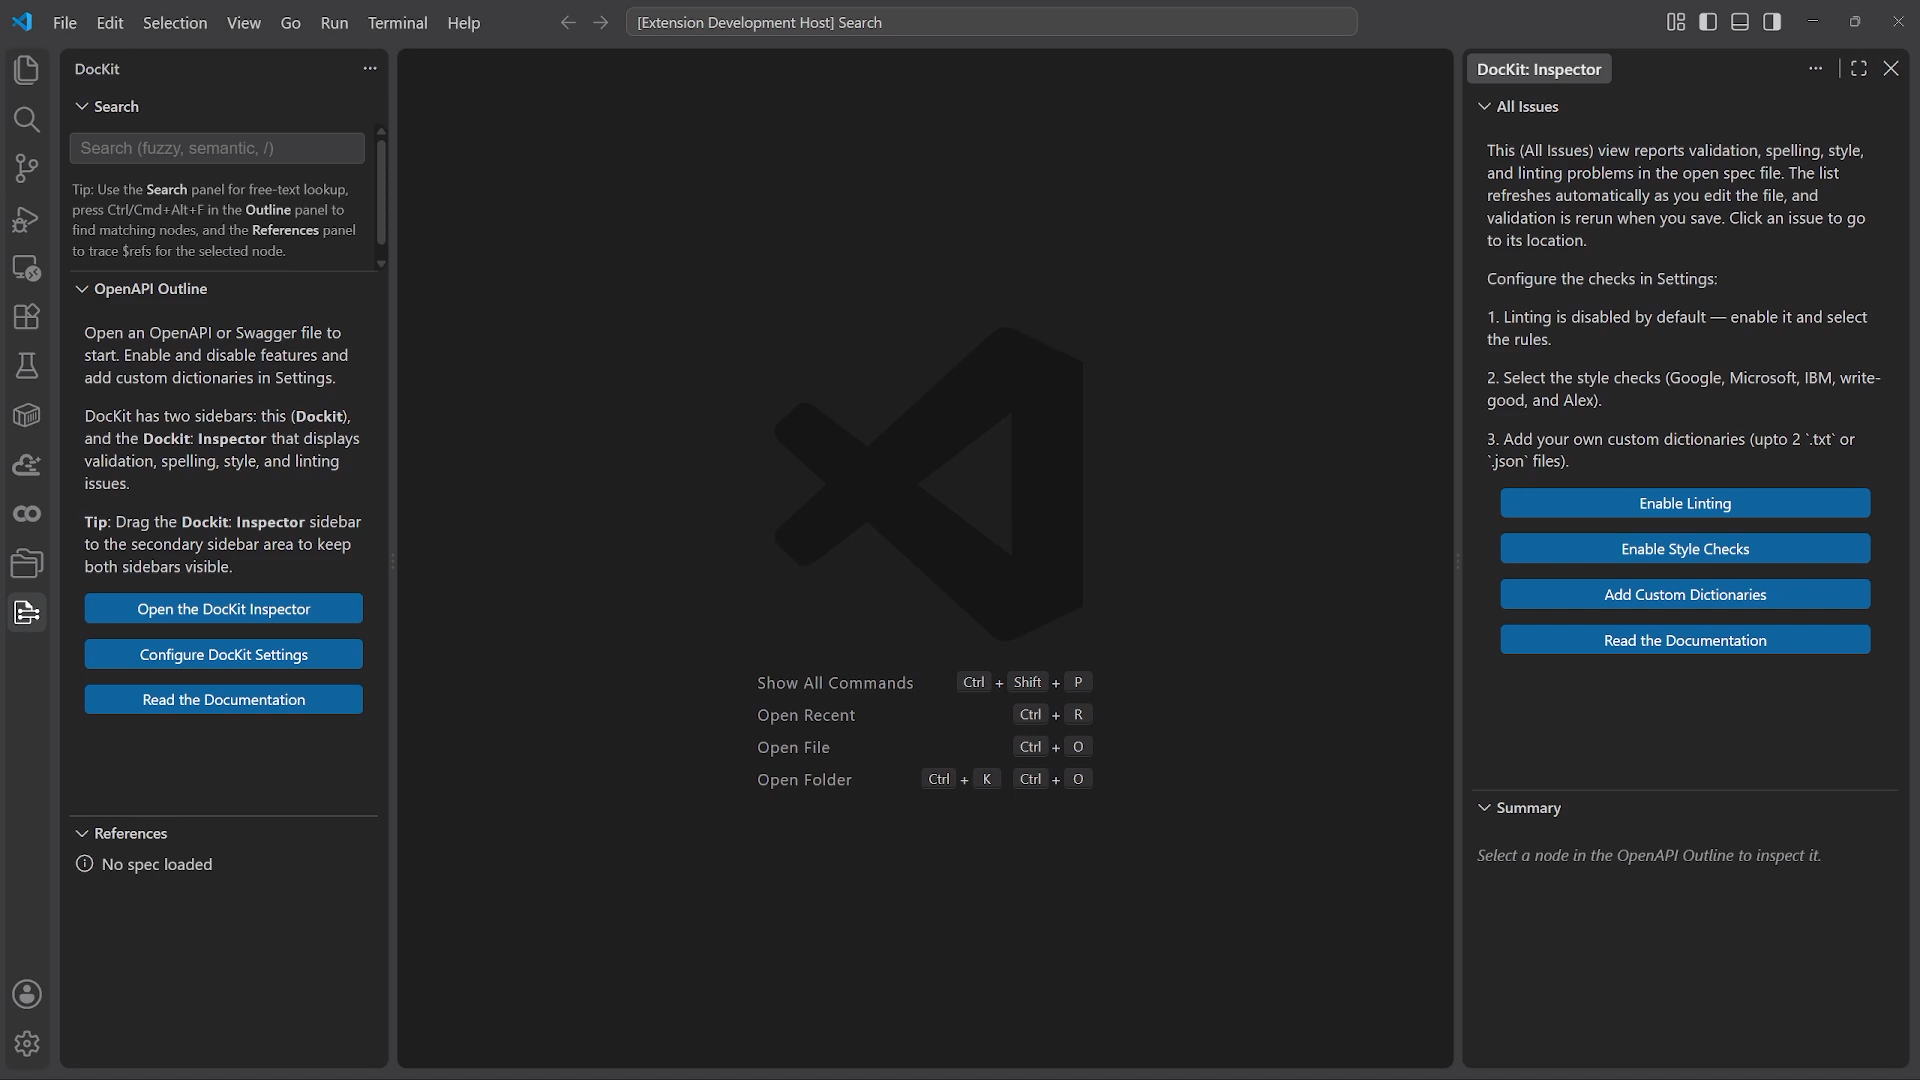 File Edit Selection View Go Run Terminal Help
[Extension Development Host] Search
DocKit
Search
Search (fuzzy, semantic, /)
Tip: Use the Search panel for free-text lookup,
press Ctrl/Cmd+Alt+F in the Outline panel to
find matching nodes, and the References panel
to trace $refs for the selected node.
OpenAPI Outline
Open an OpenAPI or Swagger file to
start. Enable and disable features and
add custom dictionaries in Settings.
DocKit has two sidebars: this (Dockit),
and the Dockit: Inspector that displays
validation, spelling, style, and linting
issues.
Tip: Drag the Dockit: Inspector sidebar
to the secondary sidebar area to keep
both sidebars visible.
Open the DocKit Inspector
Configure DocKit Settings
Read the Documentation
References
No spec loaded
Show All Commands Ctrl + Shift + P
Open Recent Ctrl + R
Open File Ctrl + O
Open Folder Ctrl + K Ctrl + O
DocKit: Inspector
All Issues
This (All Issues) view reports validation, spelling, style,
and linting problems in the open spec file. The list
refreshes automatically as you edit the file, and
validation is rerun when you save. Click an issue to go
to its location.
Configure the checks in Settings:
1. Linting is disabled by default — enable it and select
the rules.
2. Select the style checks (Google, Microsoft, IBM, write-
good, and Alex).
3. Add your own custom dictionaries (upto 2 `.txt` or
`.json` files).
Enable Linting
Enable Style Checks
Add Custom Dictionaries
Read the Documentation
Summary
Select a node in the OpenAPI Outline to inspect it.